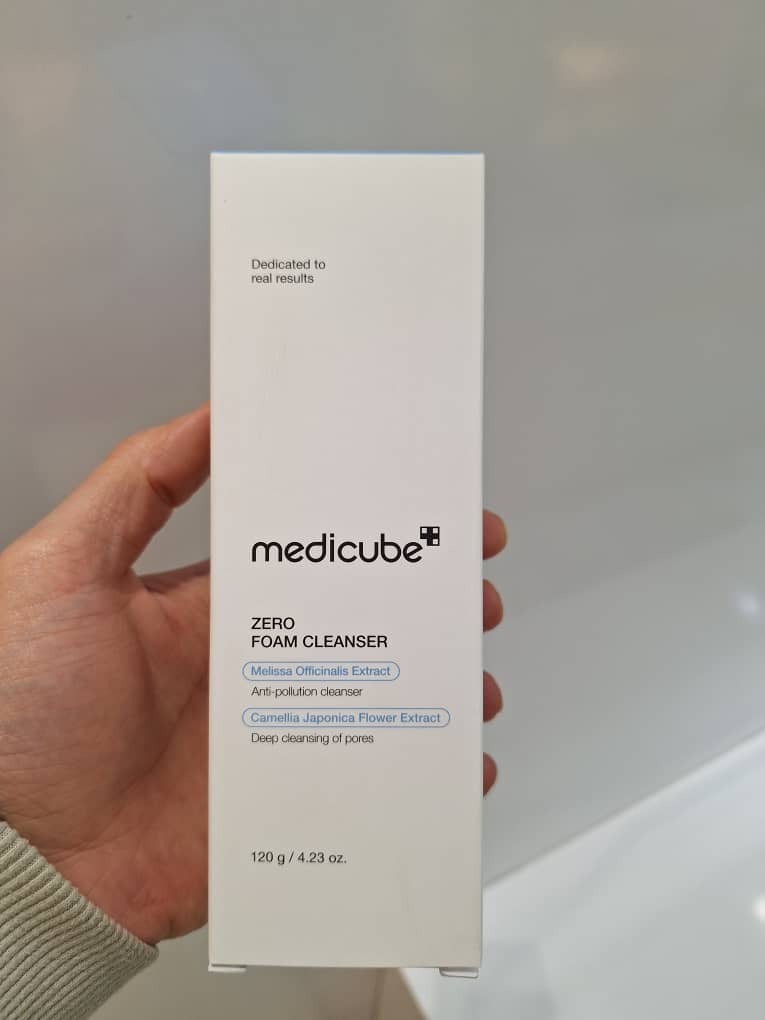 Dedicated to
real results
medicube
ZERO
FOAM CLEANSER
Melissa Officinalis Extract
Anti-pollution cleanser
Camellia Japonica Flower Extract
Deep cleansing of pores
120 g / 4.23 oz.